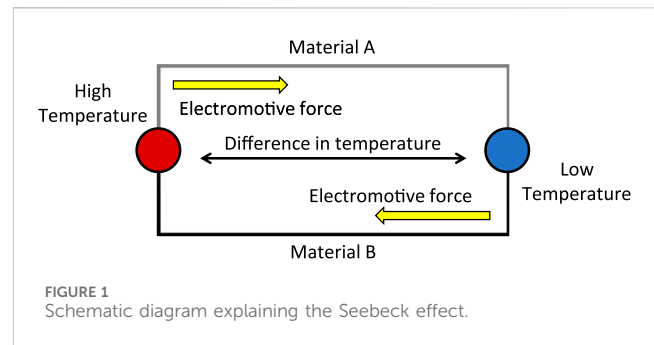 Material A
High
Temperature
Electromotive force
Difference in temperature
Low
Temperature
Electromotive force
Material B
FIGURE 1
Schematic diagram explaining the Seebeck effect.